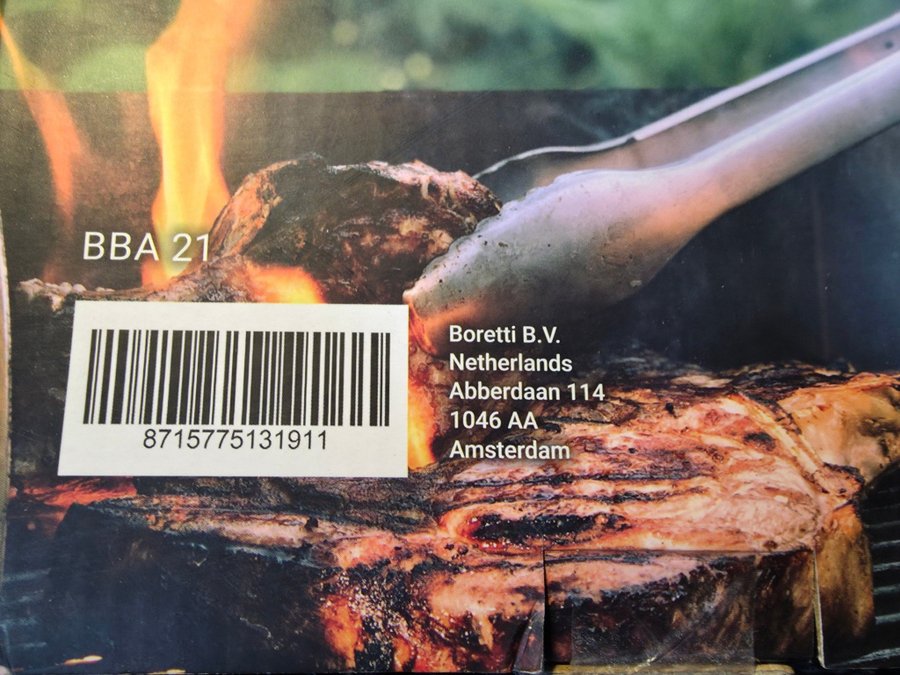 BBA 21
8715775131911
Boretti B.V.
Netherlands
Abberdaan 114
1046 AA
Amsterdam